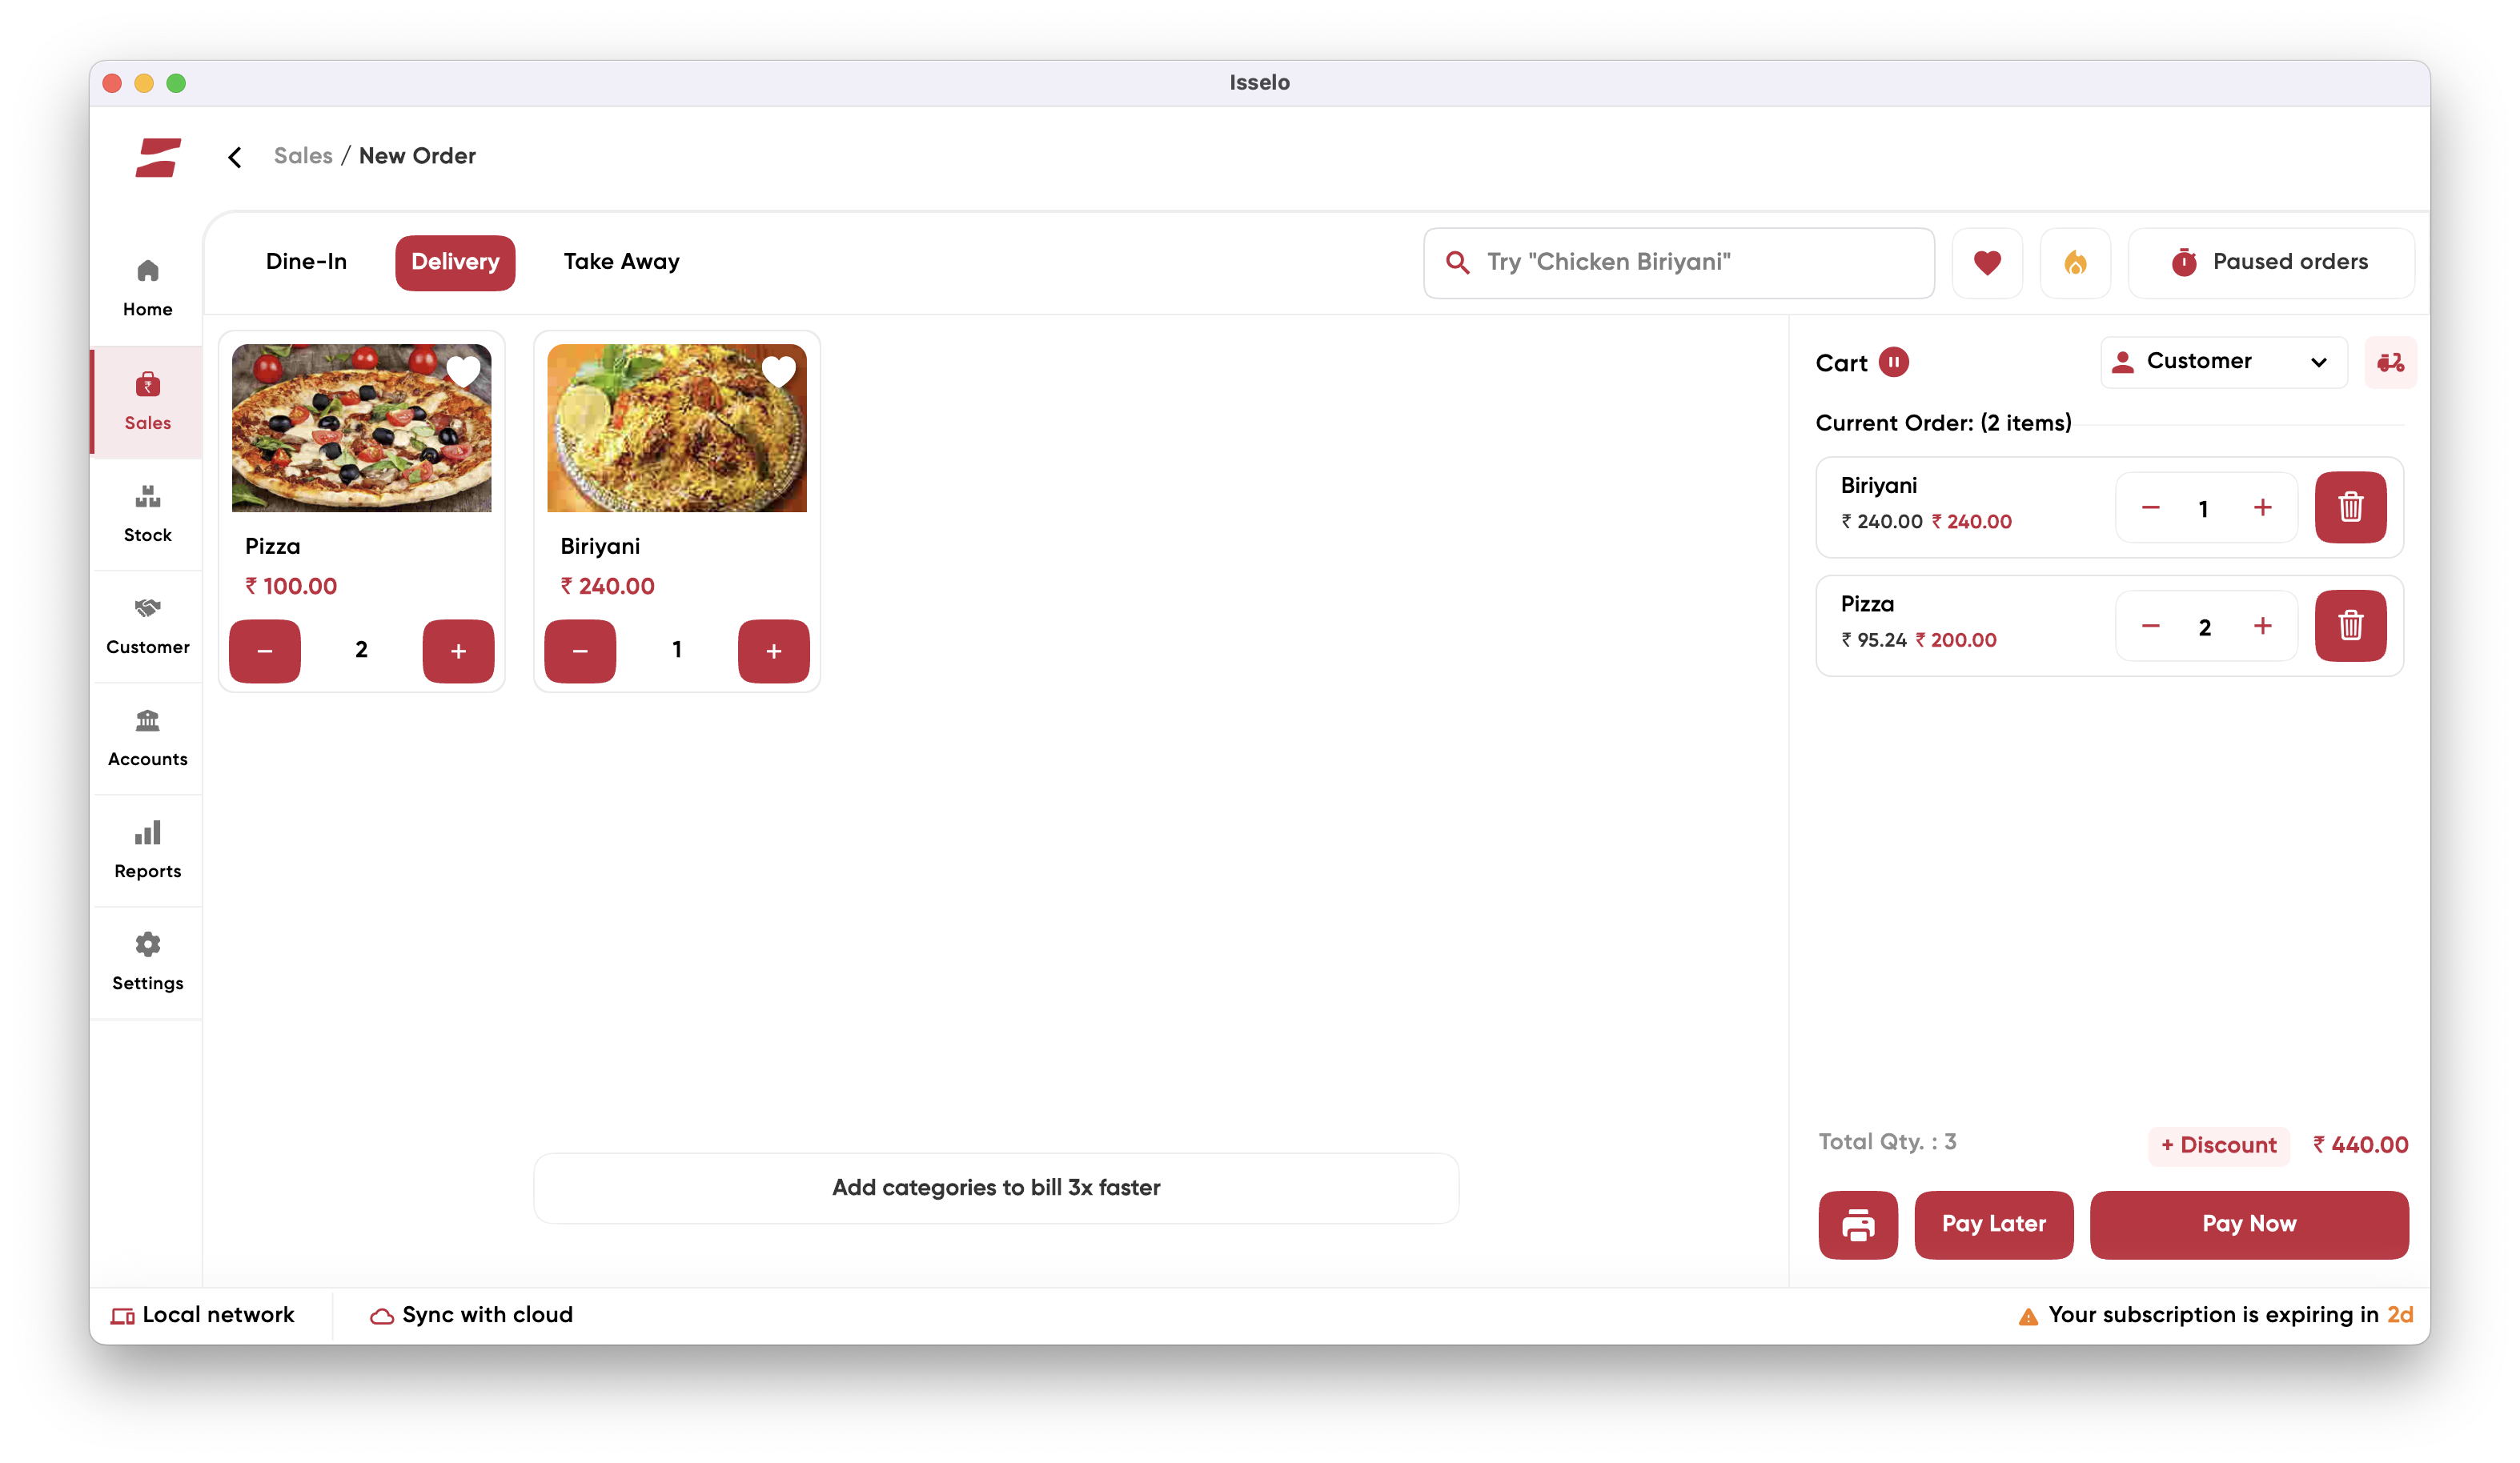 Isselo
Sales / New Order
Home
Sales
Stock
Customer
Accounts
Reports
Settings
Dine-In Delivery Take Away
Try "Chicken Biriyani"
Paused orders
Pizza
₹ 100.00
− 2 +
Biriyani
₹ 240.00
− 1 +
Add categories to bill 3x faster
Cart
Customer
Current Order: (2 items)
Biriyani
₹ 240.00 ₹ 240.00
− 1 +
Pizza
₹ 95.24 ₹ 200.00
− 2 +
Total Qty. : 3
+ Discount ₹ 440.00
Pay Later
Pay Now
Local network
Sync with cloud
Your subscription is expiring in 2d